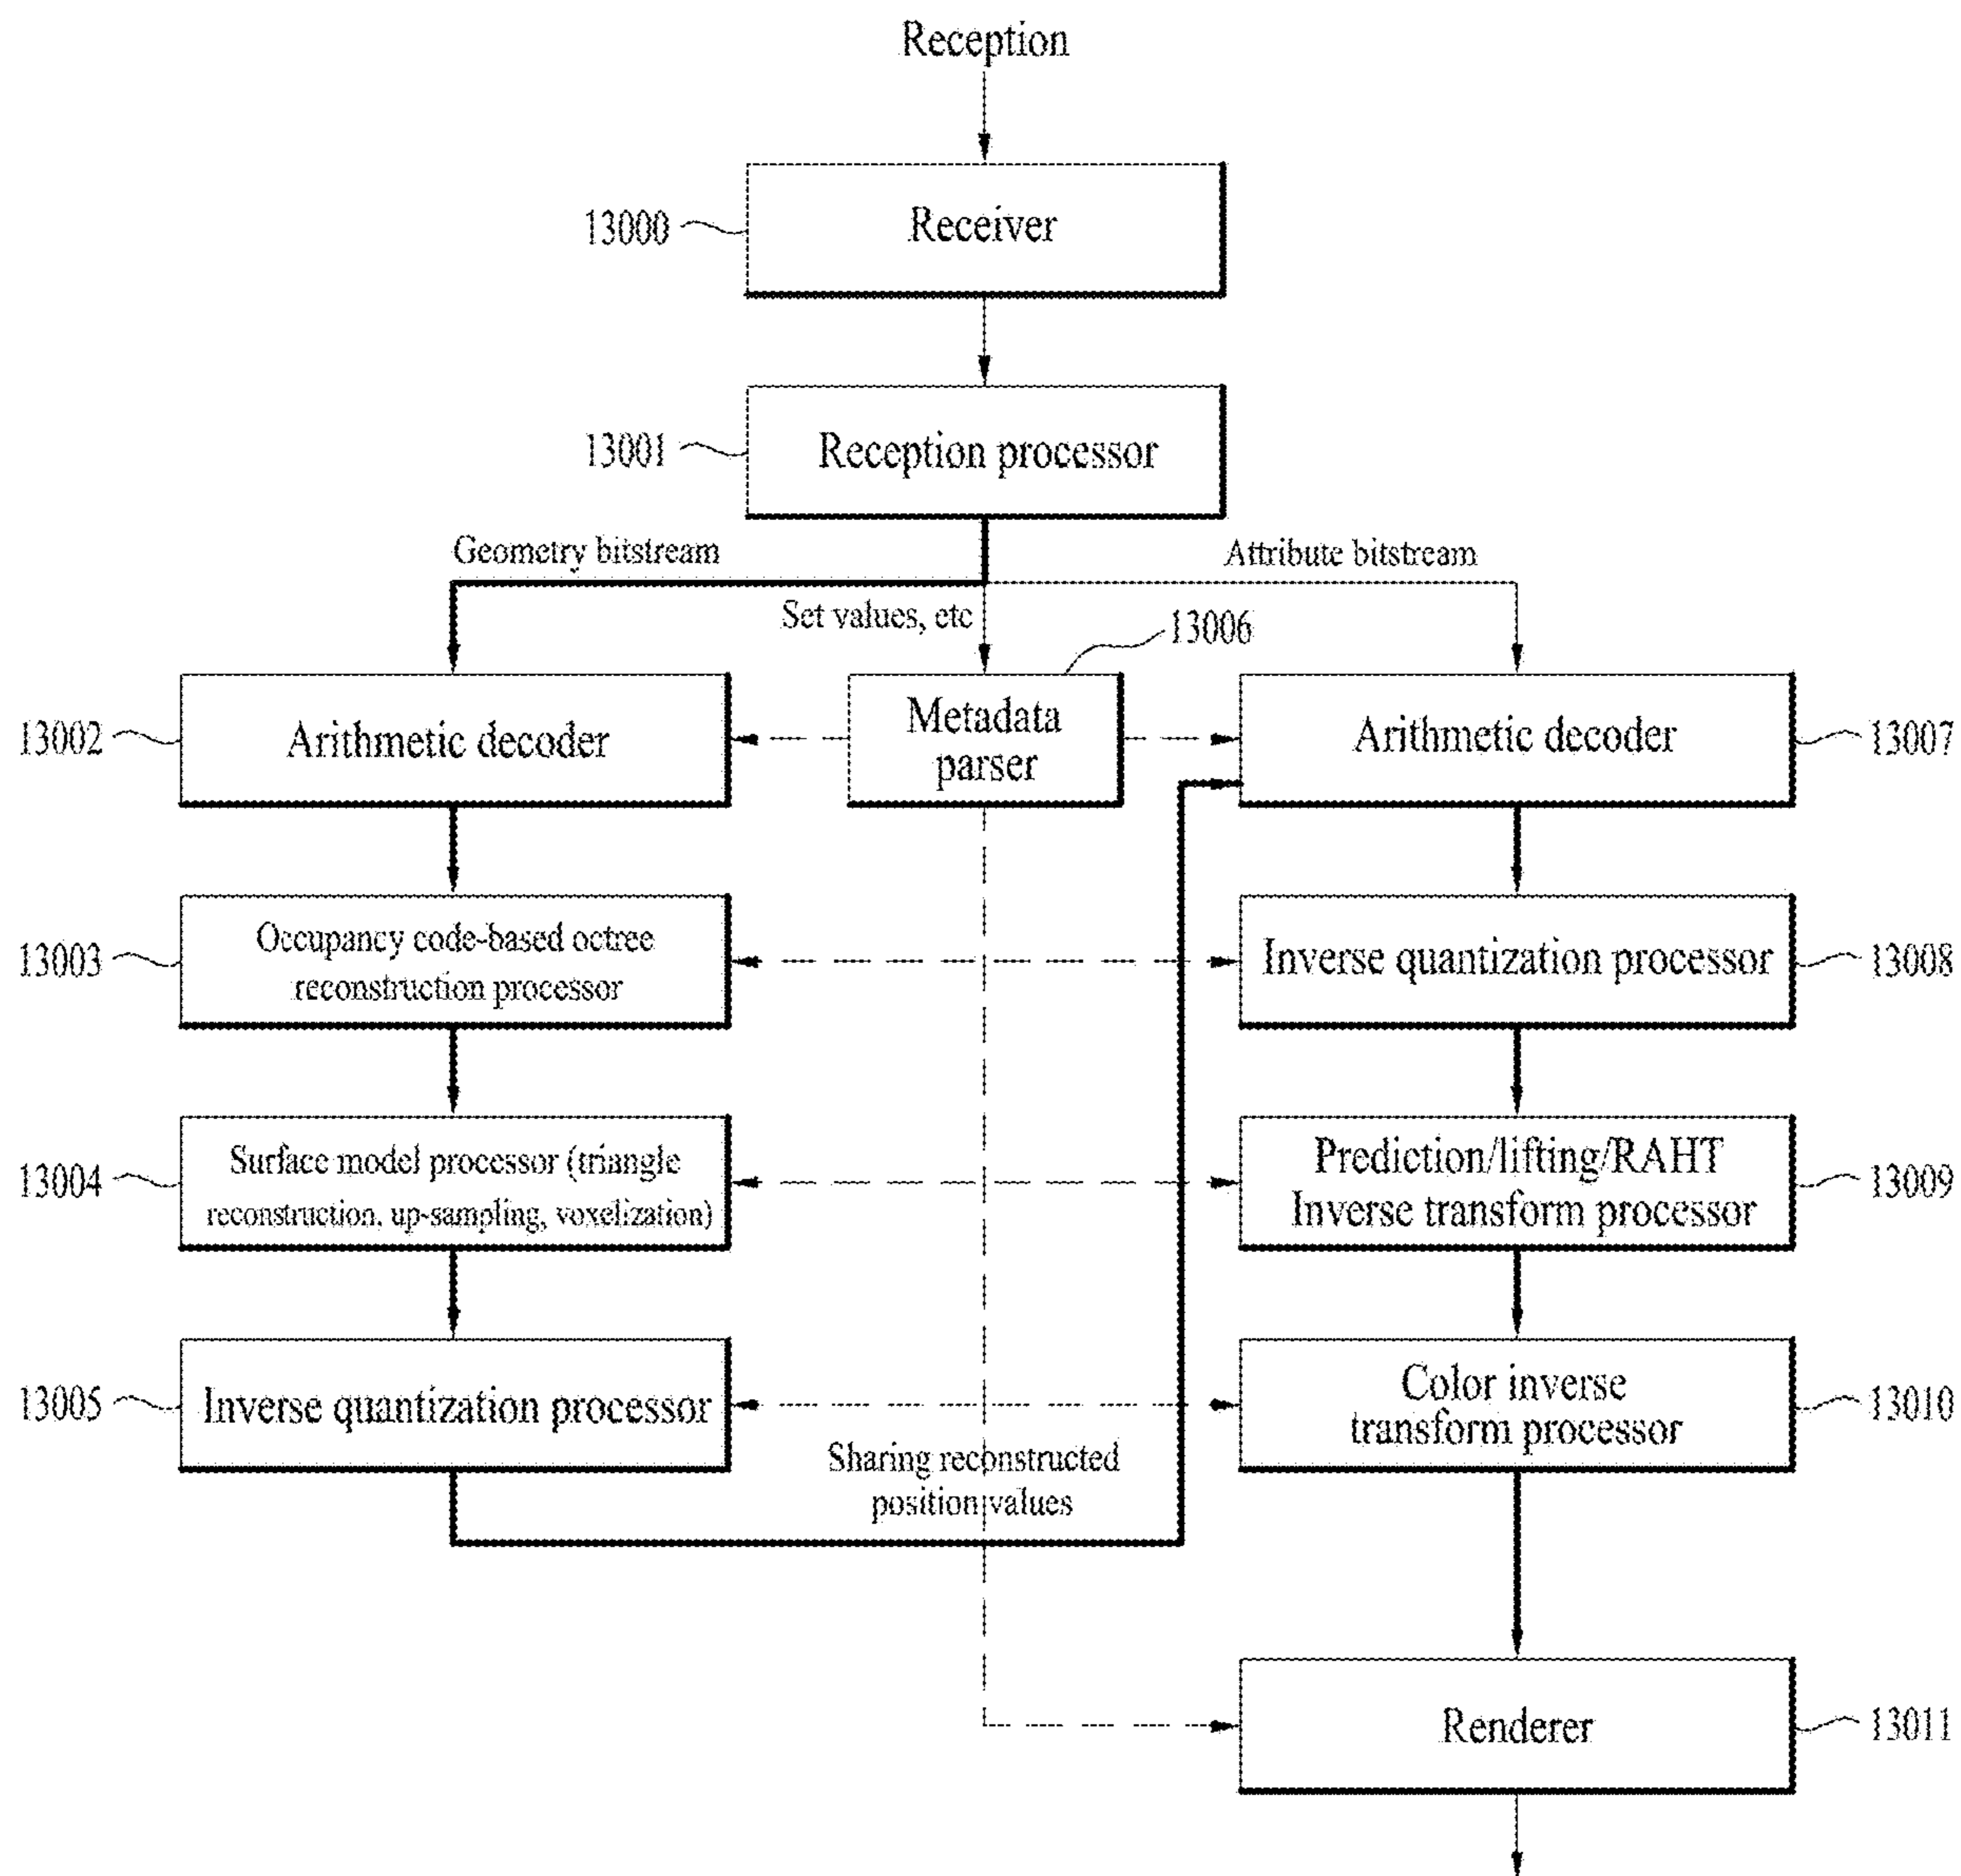 Reception
13000
Receiver
13001
Reception processor
Geometry bitstream
Attribute bitstream
Set values, etc
13006
13002
Arithmetic decoder
Metadata
parser
Arithmetic decoder
13007
13003
Occupancy code-based octree
reconstruction processor
Inverse quantization processor
13008
13004
Surface model processor (triangle
reconstruction, up-sampling, voxelization)
Prediction/lifting/RAHT
Inverse transform processor
13009
13005
Inverse quantization processor
Color inverse
transform processor
13010
Sharing reconstructed
position values
Renderer
13011